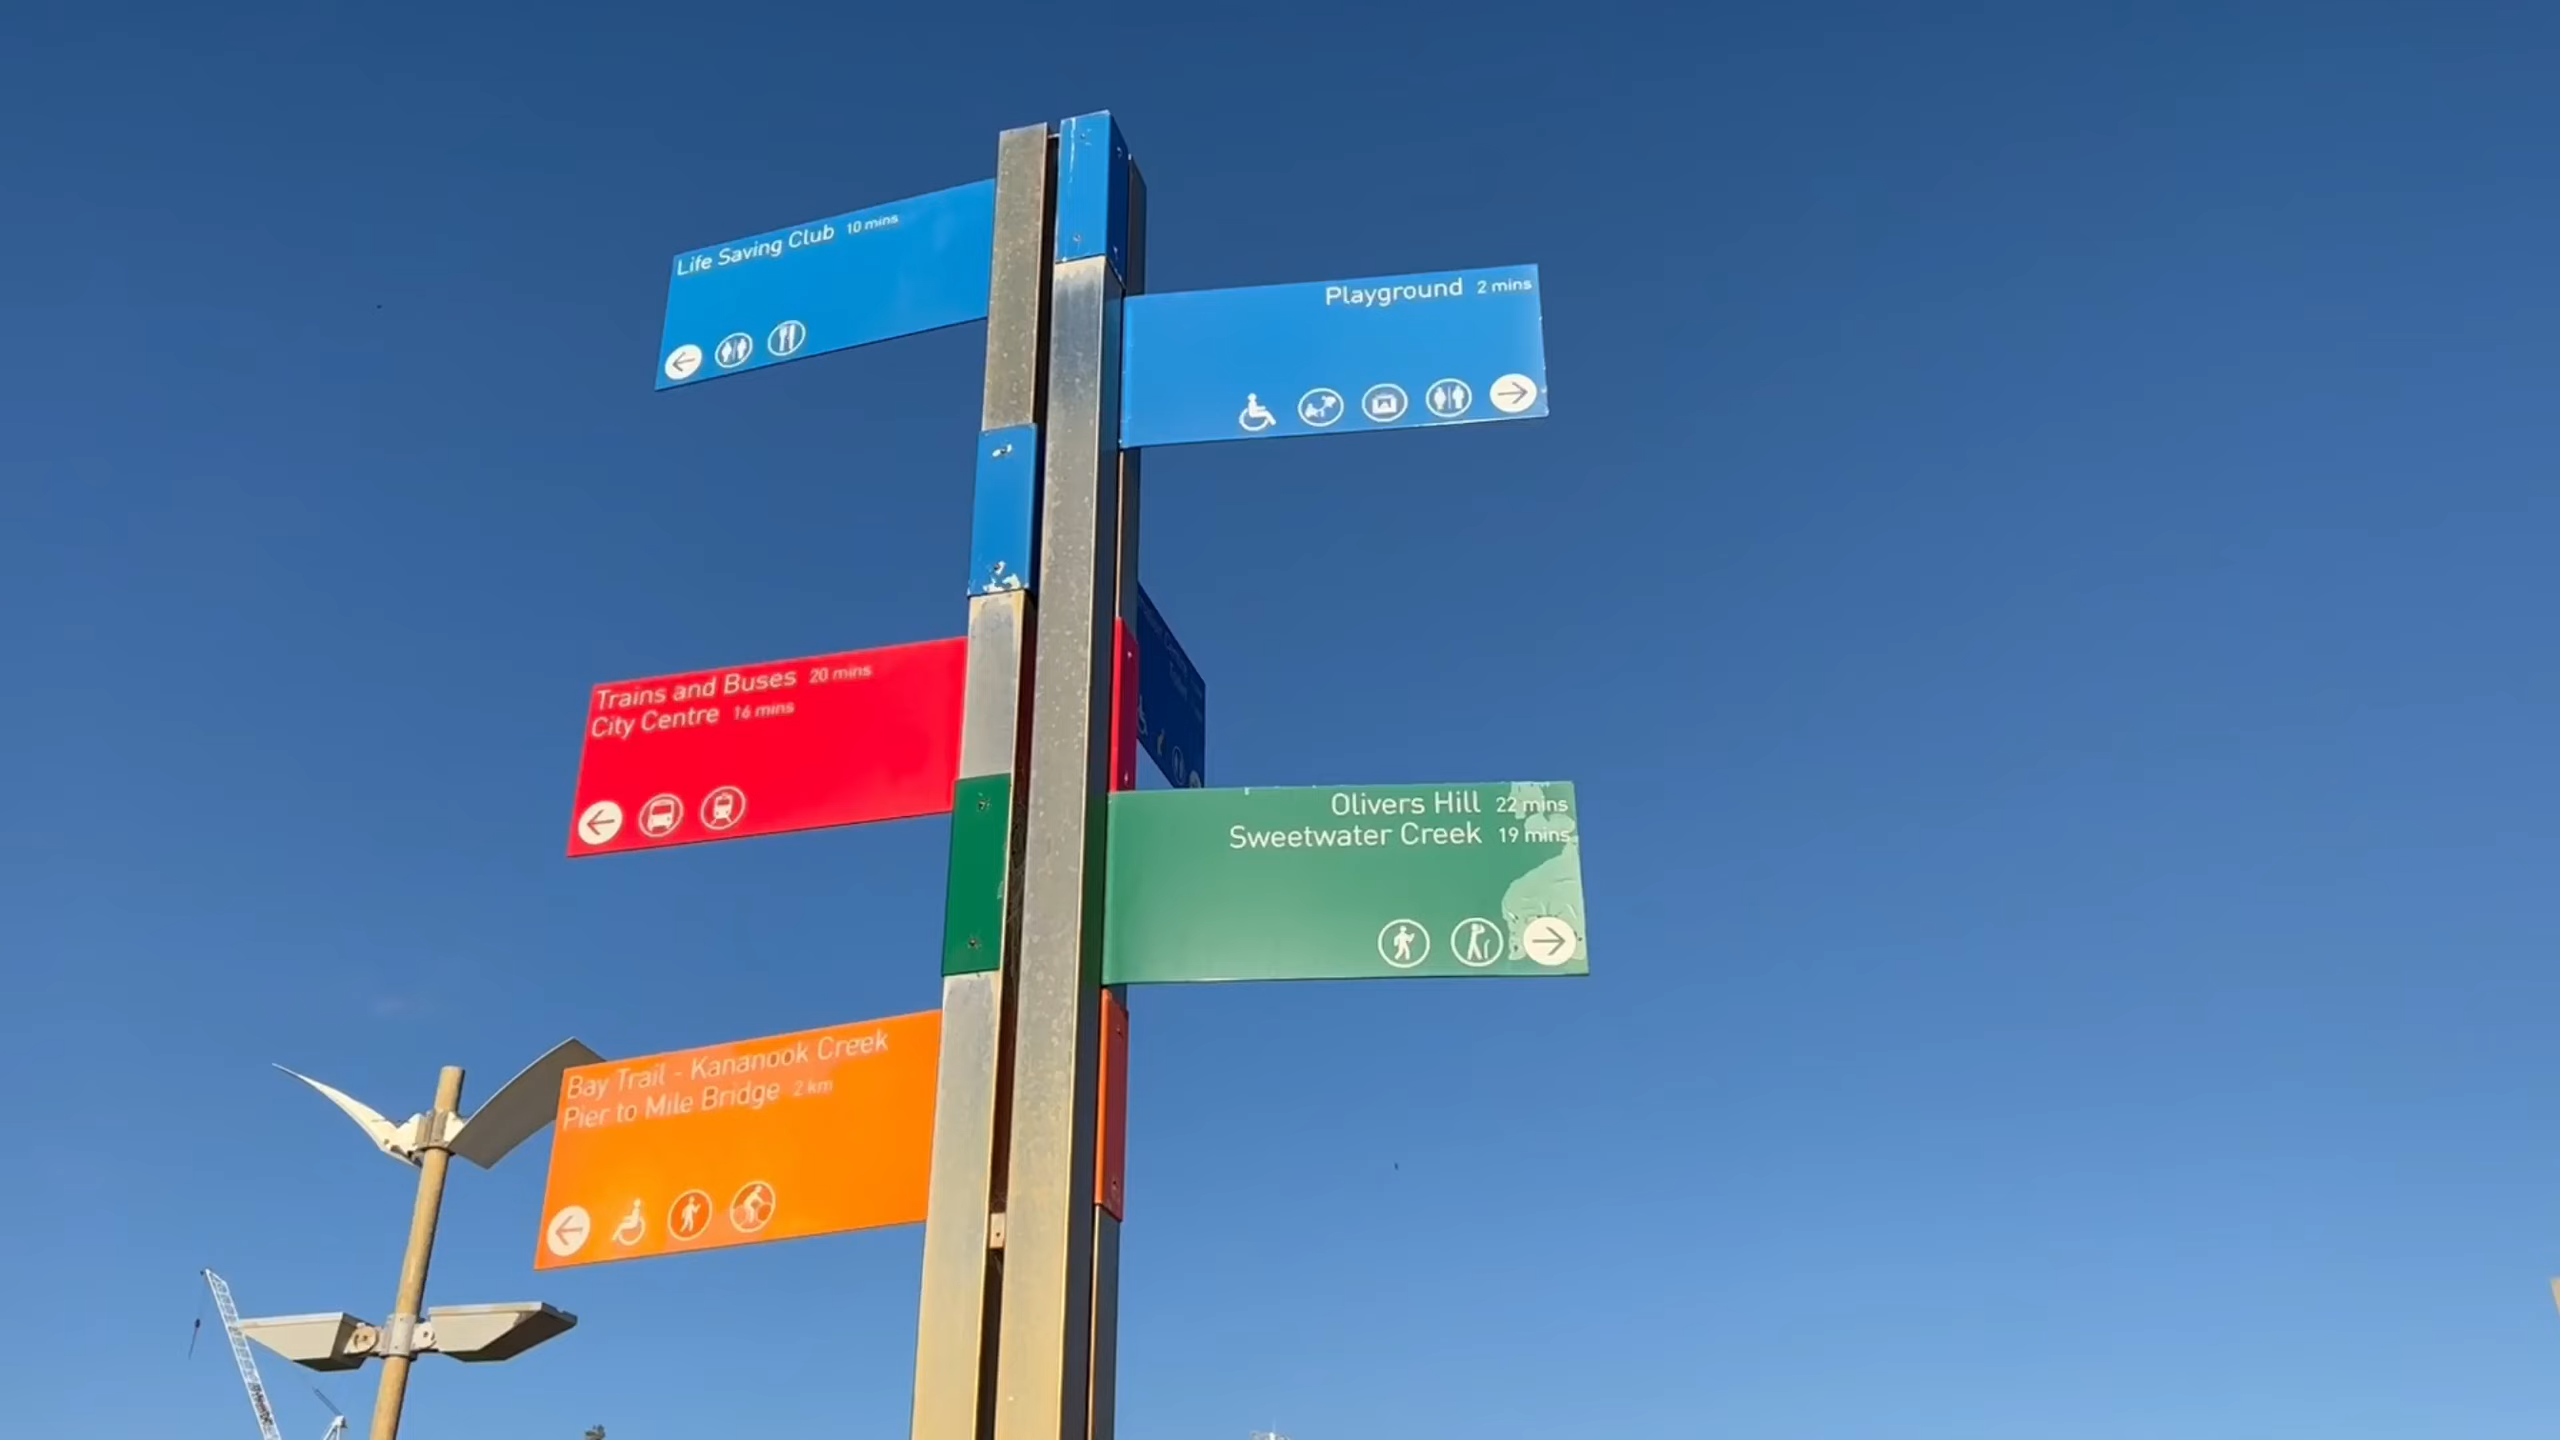 Life Saving Club 10 mins
Playground 2 mins
Trains and Buses 20 mins
City Centre 16 mins
Olivers Hill 22 mins
Sweetwater Creek 19 mins
Bay Trail - Kananook Creek
Pier to Mile Bridge 2 km